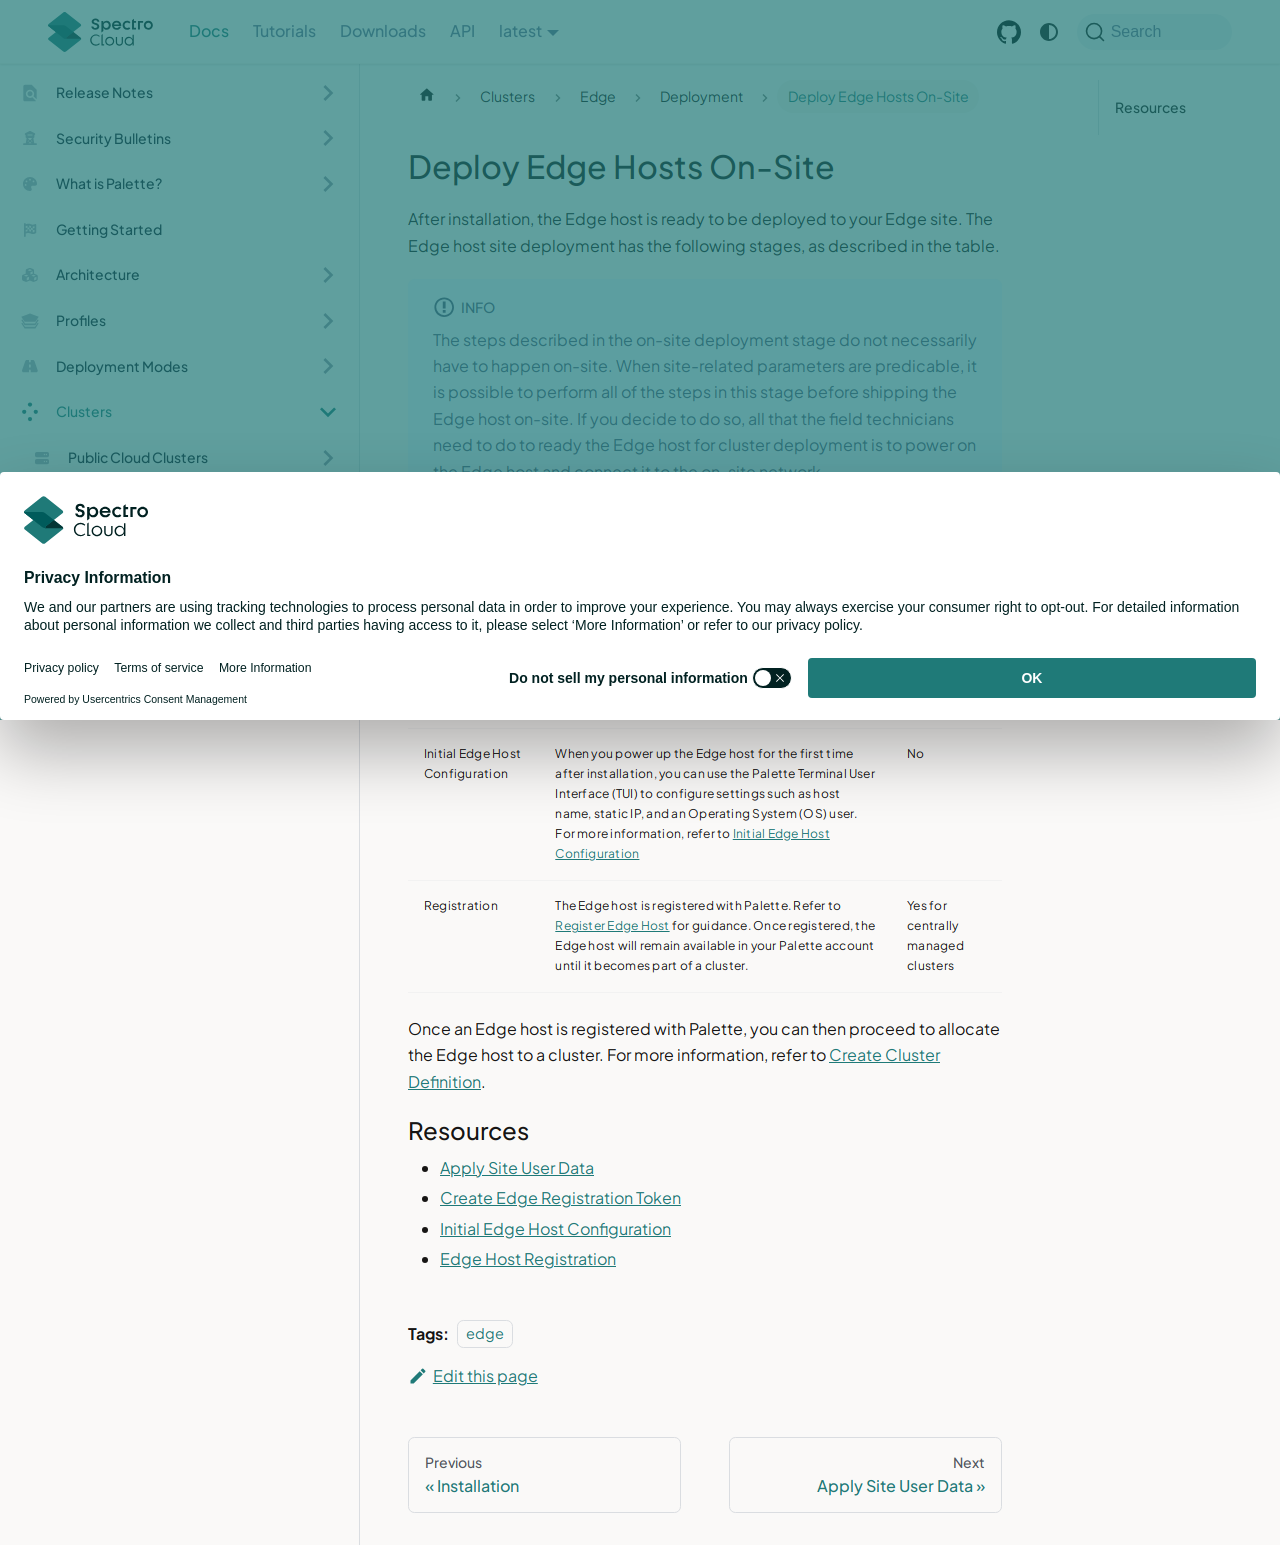 Spectro
Cloud
Docs
Tutorials
Downloads
API
latest
Search
Release Notes
Security Bulletins
What is Palette?
Getting Started
Architecture
Profiles
Deployment Modes
Clusters
Public Cloud Clusters
Clusters
Edge
Deployment
Deploy Edge Hosts On-Site
Resources
Deploy Edge Hosts On-Site
After installation, the Edge host is ready to be deployed to your Edge site. The
Edge host site deployment has the following stages, as described in the table.
INFO
The steps described in the on-site deployment stage do not necessarily
have to happen on-site. When site-related parameters are predicable, it
is possible to perform all of the steps in this stage before shipping the
Edge host on-site. If you decide to do so, all that the field technicians
need to do to ready the Edge host for cluster deployment is to power on
the Edge host and connect it to the on-site network.
Spectro
Cloud
Privacy Information
We and our partners are using tracking technologies to process personal data in order to improve your experience. You may always exercise your consumer right to opt-out. For detailed information
about personal information we collect and third parties having access to it, please select ‘More Information’ or refer to our privacy policy.
Privacy policy
Terms of service
More Information
Powered by Usercentrics Consent Management
Do not sell my personal information
OK
Initial Edge Host
Configuration
When you power up the Edge host for the first time
after installation, you can use the Palette Terminal User
Interface (TUI) to configure settings such as host
name, static IP, and an Operating System (OS) user.
For more information, refer to Initial Edge Host
Configuration
No
Registration
The Edge host is registered with Palette. Refer to
Register Edge Host for guidance. Once registered, the
Edge host will remain available in your Palette account
until it becomes part of a cluster.
Yes for
centrally
managed
clusters
Once an Edge host is registered with Palette, you can then proceed to allocate
the Edge host to a cluster. For more information, refer to Create Cluster
Definition.
Resources
Apply Site User Data
Create Edge Registration Token
Initial Edge Host Configuration
Edge Host Registration
Tags:
edge
Edit this page
Previous
« Installation
Next
Apply Site User Data »